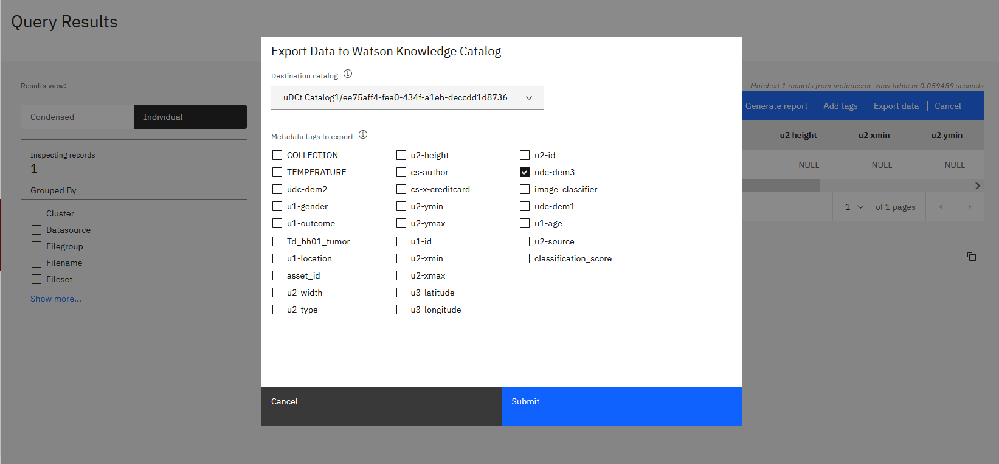 Query Results
Results view:
Condensed
Individual
Inspecting records
1
Grouped By
Cluster
Datasource
Filegroup
Filename
Fileset
Show more...
Export Data to Watson Knowledge Catalog
Destination catalog
uDCt Catalog1/ee75aff4-fea0-434f-a1eb-deccdd1d8736
Metadata tags to export
COLLECTION
TEMPERATURE
udc-dem2
u1-gender
u1-outcome
Td_bh01_tumor
u1-location
asset_id
u2-width
u2-type
u2-height
cs-author
cs-x-creditcard
u2-ymin
u2-ymax
u1-id
u2-xmin
u2-xmax
u3-latitude
u3-longitude
u2-id
udc-dem3
image_classifier
udc-dem1
u1-age
u2-source
classification_score
Cancel
Submit
Matched 1 records from metaocean_view table in 0.059459 seconds
Generate report Add tags Export data Cancel
u2 height u2 xmin u2 ymin
NULL NULL NULL
1 of 1 pages